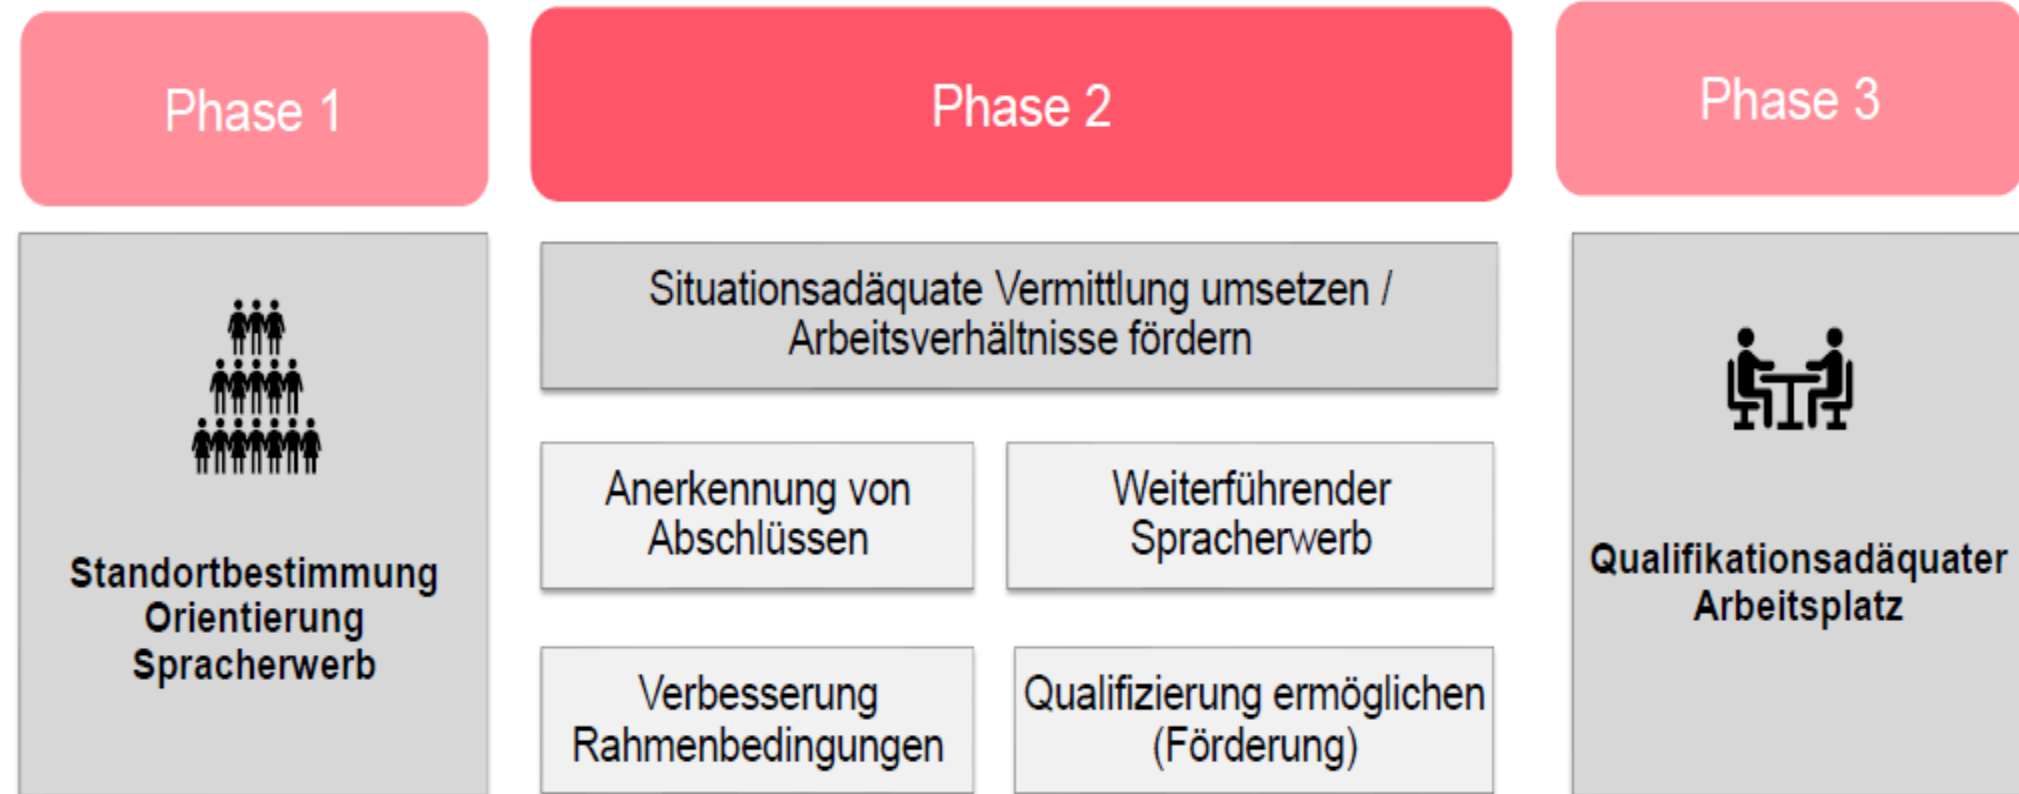 Phase 1
Phase 2
Phase 3
Standortbestimmung
Orientierung
Spracherwerb
Situationsadäquate Vermittlung umsetzen /
Arbeitsverhältnisse fördern
Anerkennung von
Abschlüssen
Weiterführender
Spracherwerb
Verbesserung
Rahmenbedingungen
Qualifizierung ermöglichen
(Förderung)
Qualifikationsadäquater
Arbeitsplatz